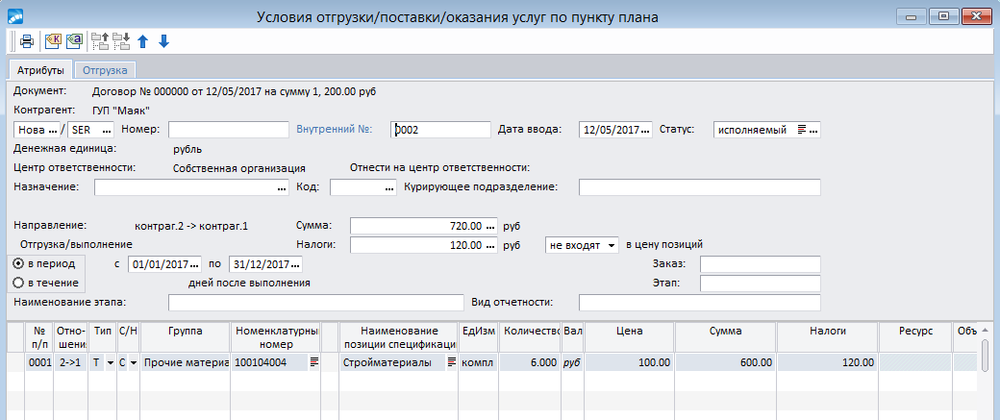 Условия отгрузки/поставки/оказания услуг по пункту плана
К а
Атрибуты Отгрузка
Документ: Договор № 000000 от 12/05/2017 на сумму 1, 200.00 руб
Контрагент: ГУП "Маяк"
Нова ... / SER ... Номер: Внутренний №: 0002 Дата ввода: 12/05/2017... Статус: исполняемый ...
Денежная единица: рубль
Центр ответственности: Собственная организация Отнести на центр ответственности:
Назначение: ... Код: ... Курирующее подразделение:
Направление: контраг.2 -> контраг.1 Сумма: 720.00 ... руб
Отгрузка/выполнение Налоги: 120.00 ... руб не входят в цену позиций
в период с 01/01/2017... по 31/12/2017... Заказ:
в течение дней после выполнения Этап:
Наименование этапа: Вид отчетности:
№ Отно- Тип С/Н Группа Номенклатурны Наименование ЕдИзм Количество Вал Цена Сумма Налоги Ресурс Объ
п/п шени номер позиции спецификаци
0001 2->1 Т С Прочие материа 100104004 Стройматериалы компл 6.000 руб 100.00 600.00 120.00